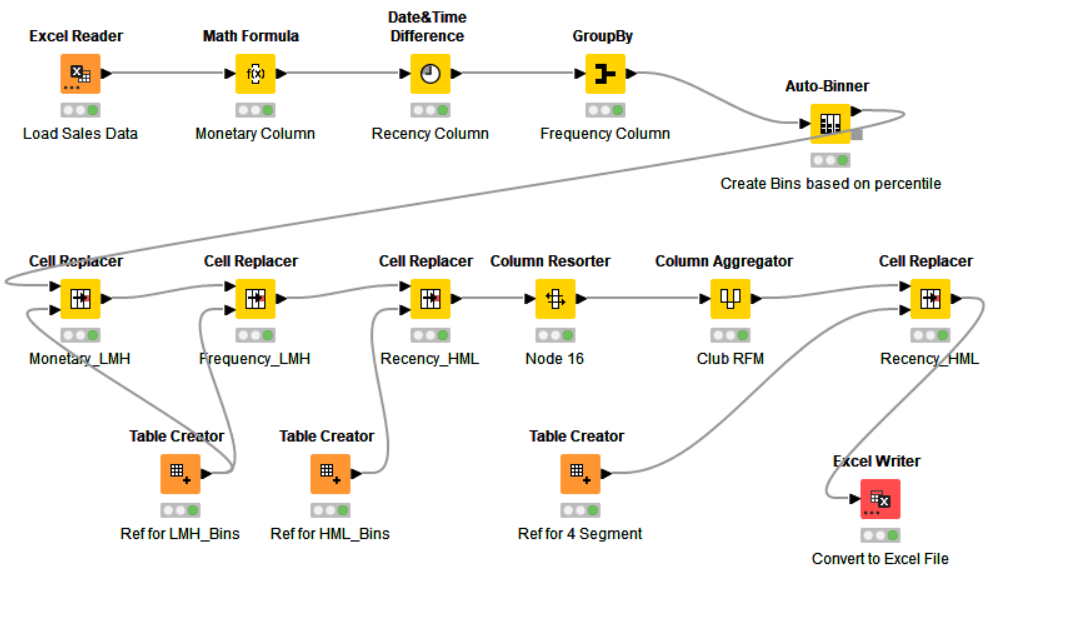 Excel Reader
Load Sales Data
Math Formula
Monetary Column
Date&Time
Difference
Recency Column
GroupBy
Frequency Column
Auto-Binner
Create Bins based on percentile
Cell Replacer
Monetary_LMH
Cell Replacer
Frequency_LMH
Cell Replacer
Recency_HML
Column Resorter
Node 16
Column Aggregator
Club RFM
Cell Replacer
Recency_HML
Table Creator
Ref for LMH_Bins
Table Creator
Ref for HML_Bins
Table Creator
Ref for 4 Segment
Excel Writer
Convert to Excel File